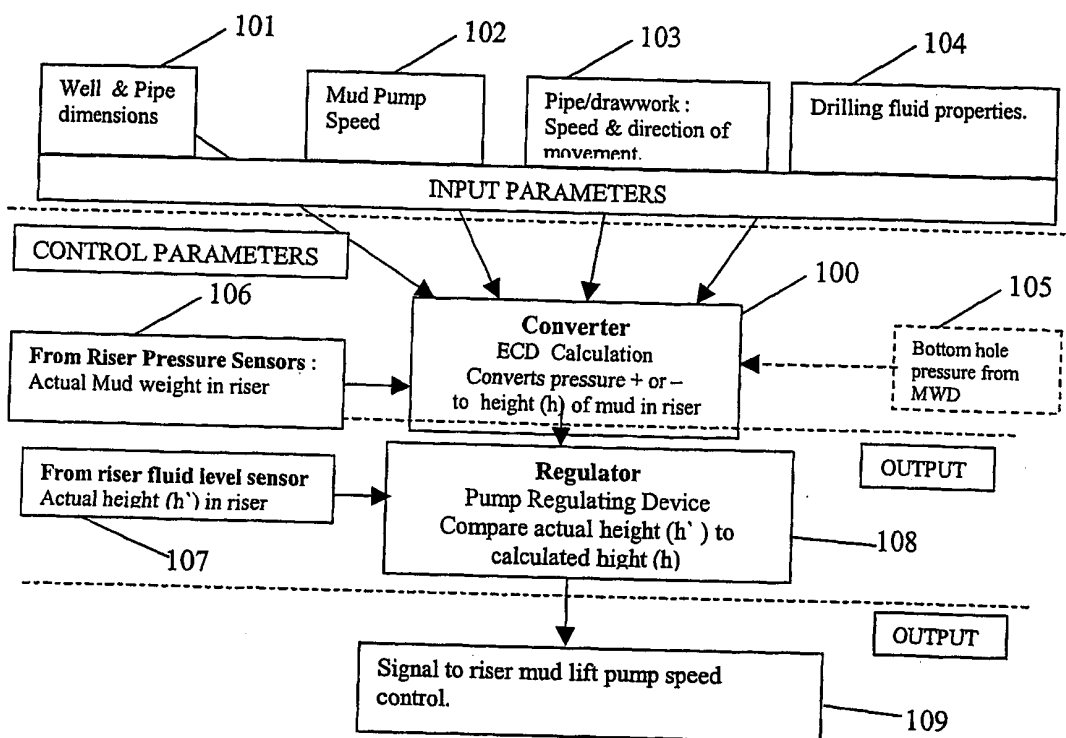 101
102
103
104
Well & Pipe
dimensions
Mud Pump
Speed
Pipe/drawwork :
Speed & direction of
movement.
Drilling fluid properties.
INPUT PARAMETERS
CONTROL PARAMETERS
100
105
106
From Riser Pressure Sensors :
Actual Mud weight in riser
Converter
ECD Calculation
Converts pressure + or –
to height (h) of mud in riser
Bottom hole
pressure from
MWD
From riser fluid level sensor
Actual height (h`) in riser
107
Regulator
Pump Regulating Device
Compare actual height (h` ) to
calculated hight (h)
OUTPUT
108
OUTPUT
Signal to riser mud lift pump speed
control.
109